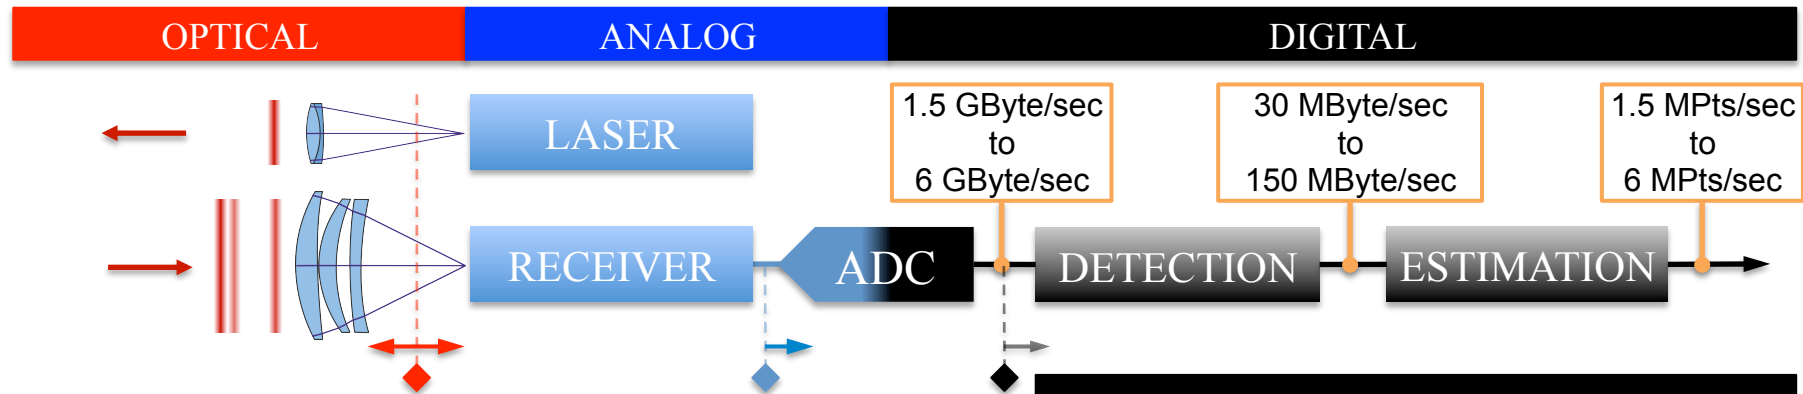 OPTICAL
ANALOG
DIGITAL
LASER
1.5 GByte/sec
to
6 GByte/sec
30 MByte/sec
to
150 MByte/sec
1.5 MPts/sec
to
6 MPts/sec
RECEIVER
ADC
DETECTION
ESTIMATION